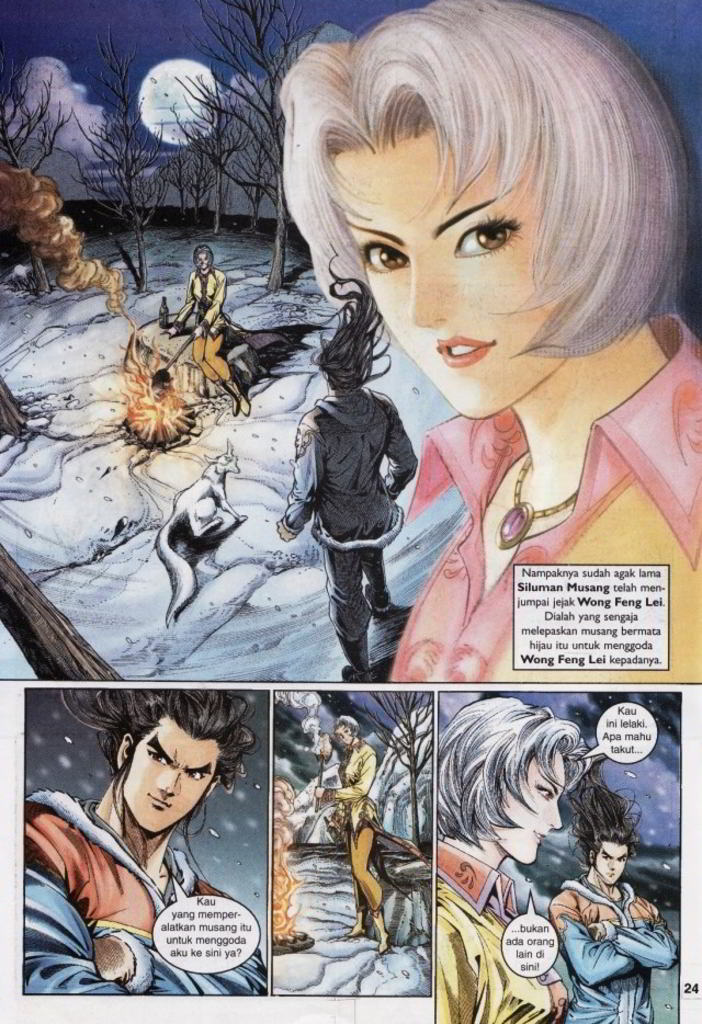 Nampaknya sudah agak lama
Siluman Musang telah men-
jumpai jejak Wong Feng Lei.
Dialah yang sengaja
melepaskan musang bermata
hijau itu untuk menggoda
Wong Feng Lei kepadanya.
Kau
yang memper-
alatkan musang itu
untuk menggoda
aku ke sini ya?
Kau
ini lelaki.
Apa mahu
takut...
...bukan
ada orang
lain di
sini!
24